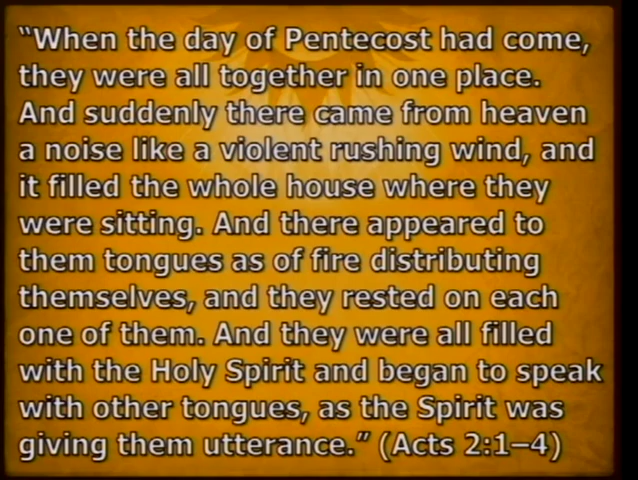 “When the day of Pentecost had come,
they were all together in one place.
And suddenly there came from heaven
a noise like a violent rushing wind, and
it filled the whole house where they
were sitting. And there appeared to
them tongues as of fire distributing
themselves, and they rested on each
one of them. And they were all filled
with the Holy Spirit and began to speak
with other tongues, as the Spirit was
giving them utterance.” (Acts 2:1–4)